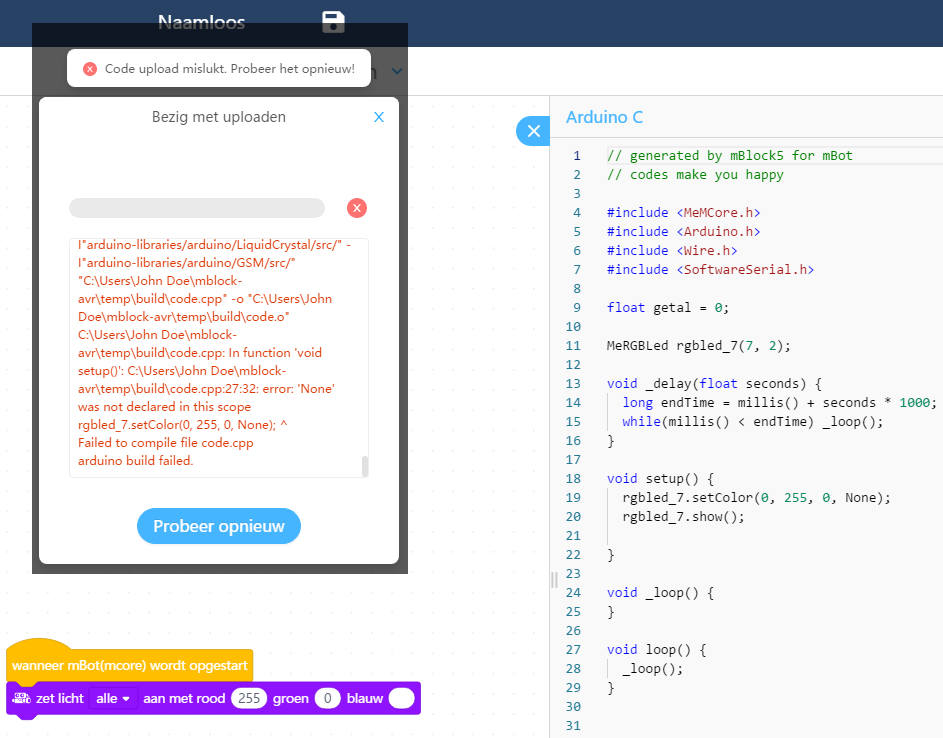 Naamloos
Code upload mislukt. Probeer het opnieuw!
Bezig met uploaden
I"arduino-libraries/arduino/LiquidCrystal/src/" -
I"arduino-libraries/arduino/GSM/src/"
"C:\Users\John Doe\mblock-
avr\temp\build\code.cpp" -o "C:\Users\John
Doe\mblock-avr\temp\build\code.o"
C:\Users\John Doe\mblock-
avr\temp\build\code.cpp: In function 'void
setup()': C:\Users\John Doe\mblock-
avr\temp\build\code.cpp:27:32: error: 'None'
was not declared in this scope
rgbled_7.setColor(0, 255, 0, None); ^
Failed to compile file code.cpp
arduino build failed.
Probeer opnieuw
wanneer mBot(mcore) wordt opgestart
zet licht alle aan met rood 255 groen 0 blauw
Arduino C
1 // generated by mBlock5 for mBot
2 // codes make you happy
3
4 #include <MeMCore.h>
5 #include <Arduino.h>
6 #include <Wire.h>
7 #include <SoftwareSerial.h>
8
9 float getal = 0;
10
11 MeRGBLed rgbled_7(7, 2);
12
13 void _delay(float seconds) {
14 long endTime = millis() + seconds * 1000;
15 while(millis() < endTime) _loop();
16 }
17
18 void setup() {
19 rgbled_7.setColor(0, 255, 0, None);
20 rgbled_7.show();
21
22 }
23
24 void _loop() {
25 }
26
27 void loop() {
28 _loop();
29 }
30
31